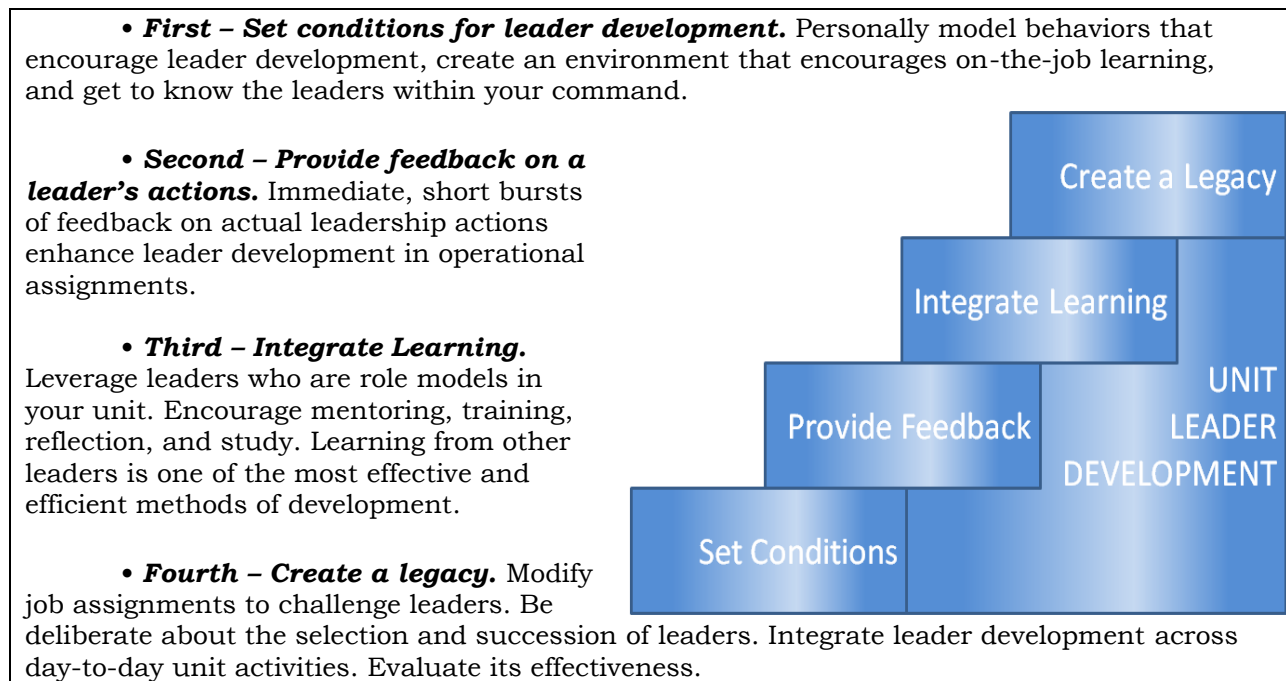 • First – Set conditions for leader development. Personally model behaviors that
encourage leader development, create an environment that encourages on-the-job learning,
and get to know the leaders within your command.
• Second – Provide feedback on a
leader’s actions. Immediate, short bursts
of feedback on actual leadership actions
enhance leader development in operational
assignments.
• Third – Integrate Learning.
Leverage leaders who are role models in
your unit. Encourage mentoring, training,
reflection, and study. Learning from other
leaders is one of the most effective and
efficient methods of development.
• Fourth – Create a legacy. Modify
job assignments to challenge leaders. Be
deliberate about the selection and succession of leaders. Integrate leader development across
day-to-day unit activities. Evaluate its effectiveness.
Create a Legacy
Integrate Learning
Provide Feedback
Set Conditions
UNIT
LEADER
DEVELOPMENT